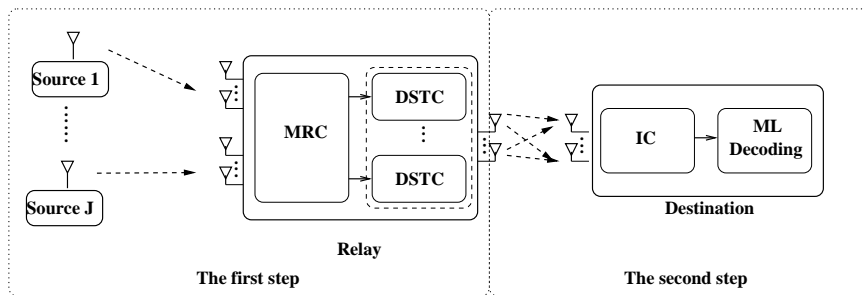 Source 1
Source J
MRC
DSTC
DSTC
Relay
The first step
IC
ML
Decoding
Destination
The second step